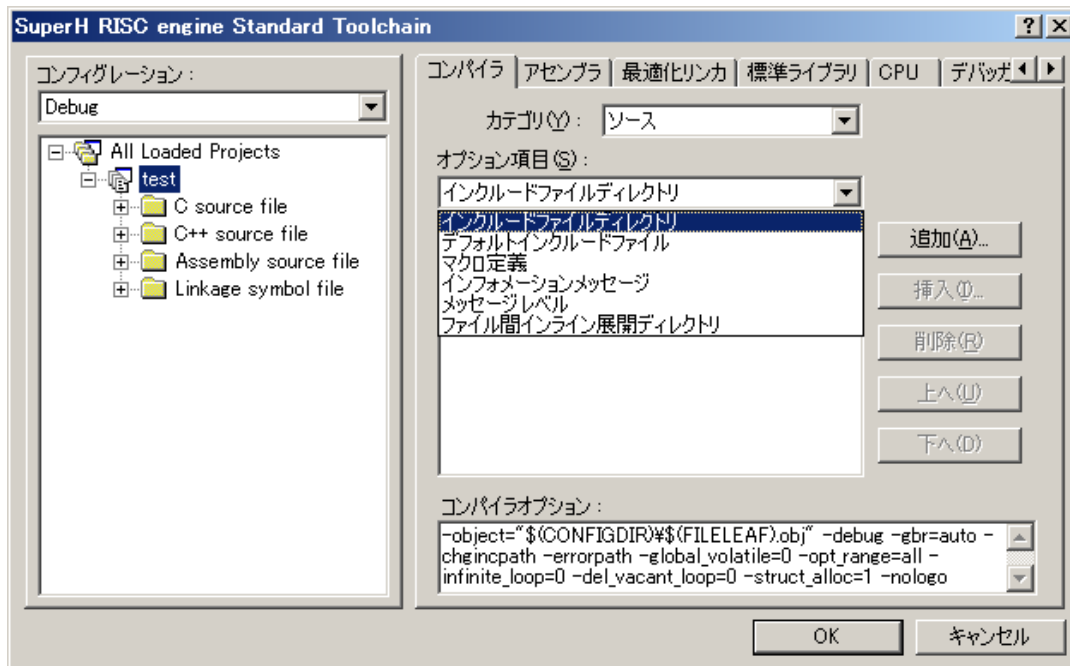 SuperH RISC engine Standard Toolchain
コンフィグレーション :
Debug
All Loaded Projects
test
C source file
C++ source file
Assembly source file
Linkage symbol file
コンパイラ アセンブラ 最適化リンカ 標準ライブラリ CPU デバッガ
カテゴリ(Y) : ソース
オプション項目(S) :
インクルードファイルディレクトリ
インクルードファイルディレクトリ
デフォルトインクルードファイル
マクロ定義
インフォメーションメッセージ
メッセージレベル
ファイル間インライン展開ディレクトリ
追加(A)...
挿入(I)...
削除(R)
上へ(U)
下へ(D)
コンパイラオプション :
-object="$(CONFIGDIR)¥$(FILELEAF).obj" -debug -gbr=auto -
chgincpath -errorpath -global_volatile=0 -opt_range=all -
infinite_loop=0 -del_vacant_loop=0 -struct_alloc=1 -nologo
OK キャンセル